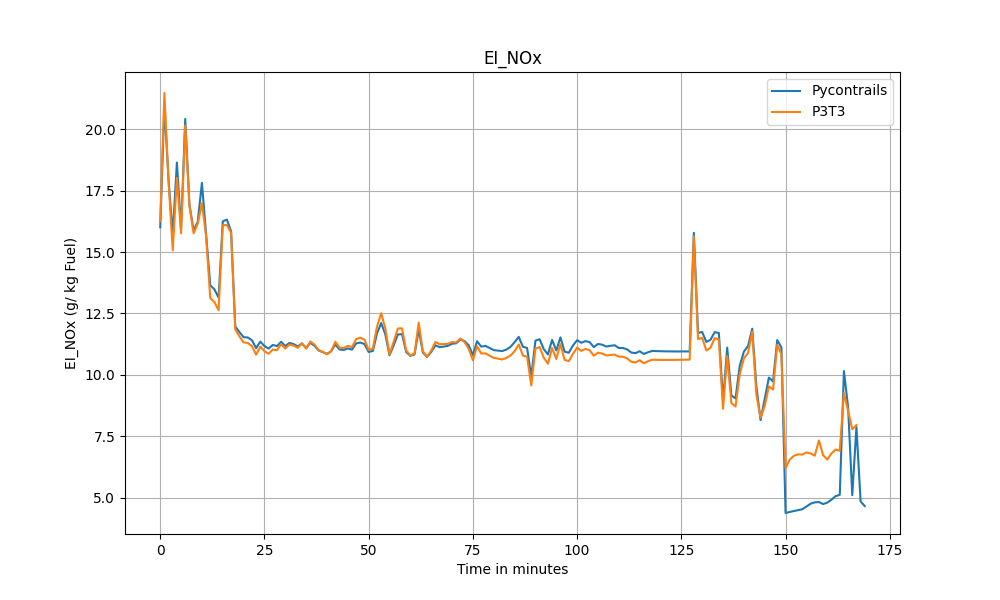 EI_NOx
Pycontrails
P3T3
EI_NOx (g/ kg Fuel)
20.0
17.5
15.0
12.5
10.0
7.5
5.0
0 25 50 75 100 125 150 175
Time in minutes